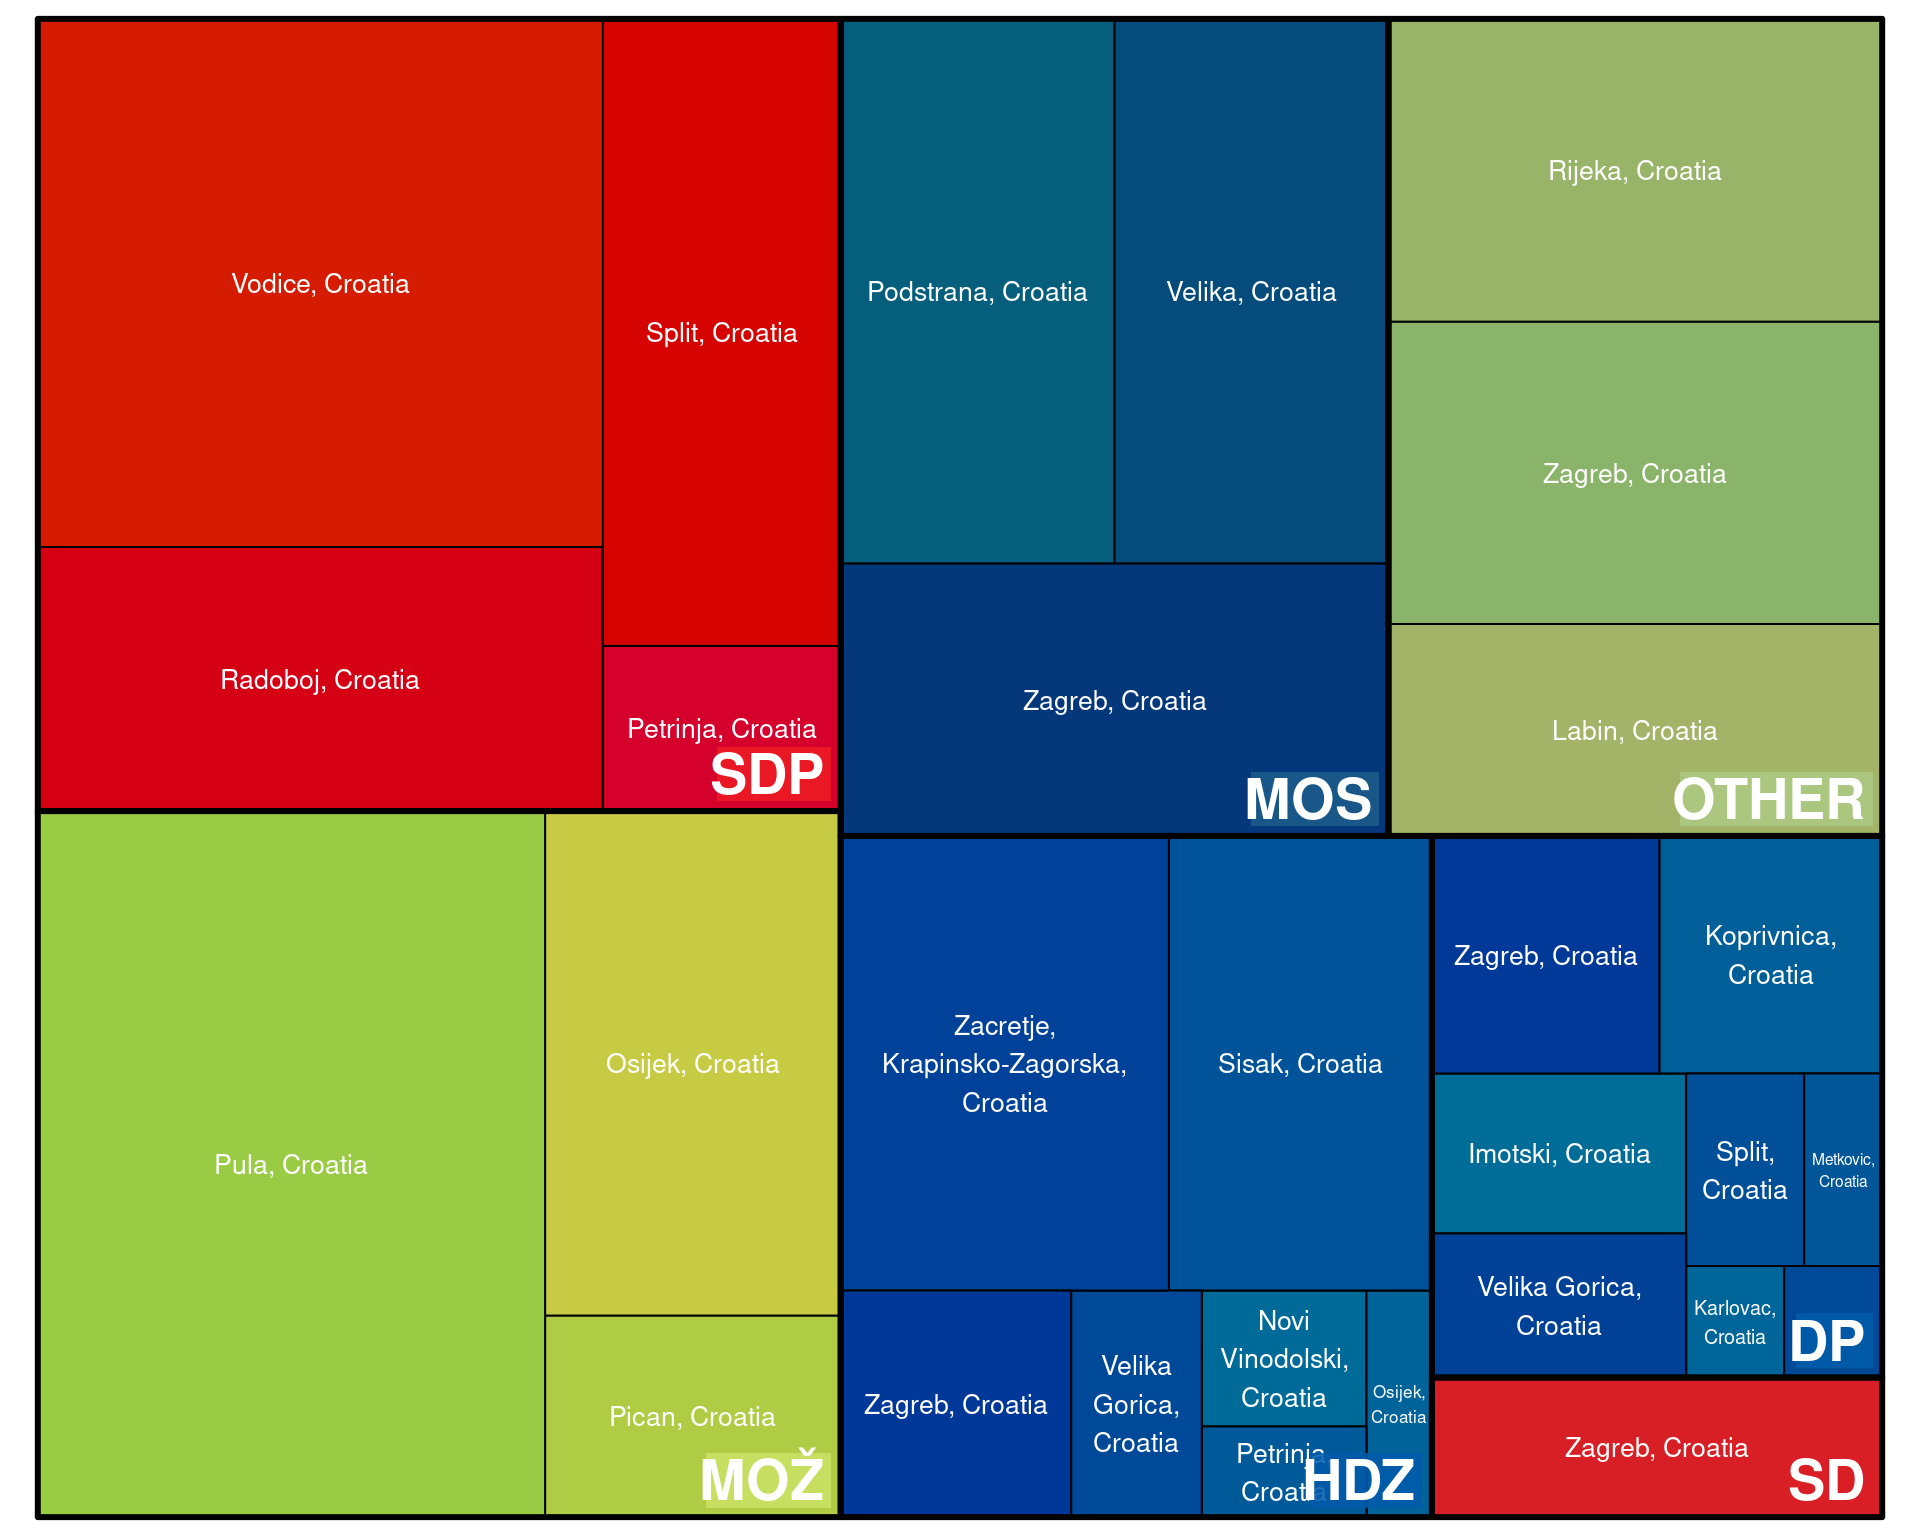 Vodice, Croatia
Split, Croatia
Radoboj, Croatia
Petrinja, Croatia
SDP
Podstrana, Croatia
Velika, Croatia
Zagreb, Croatia
MOS
Rijeka, Croatia
Zagreb, Croatia
Labin, Croatia
OTHER
Pula, Croatia
Osijek, Croatia
Pican, Croatia
MOŽ
Zacretje,
Krapinsko-Zagorska,
Croatia
Sisak, Croatia
Zagreb, Croatia
Velika
Gorica,
Croatia
Novi
Vinodolski,
Croatia
Osijek,
Croatia
Petrinja,
Croatia
HDZ
Zagreb, Croatia
Koprivnica,
Croatia
Imotski, Croatia
Split,
Croatia
Metkovic,
Croatia
Velika Gorica,
Croatia
Karlovac,
Croatia
DP
Zagreb, Croatia
SD